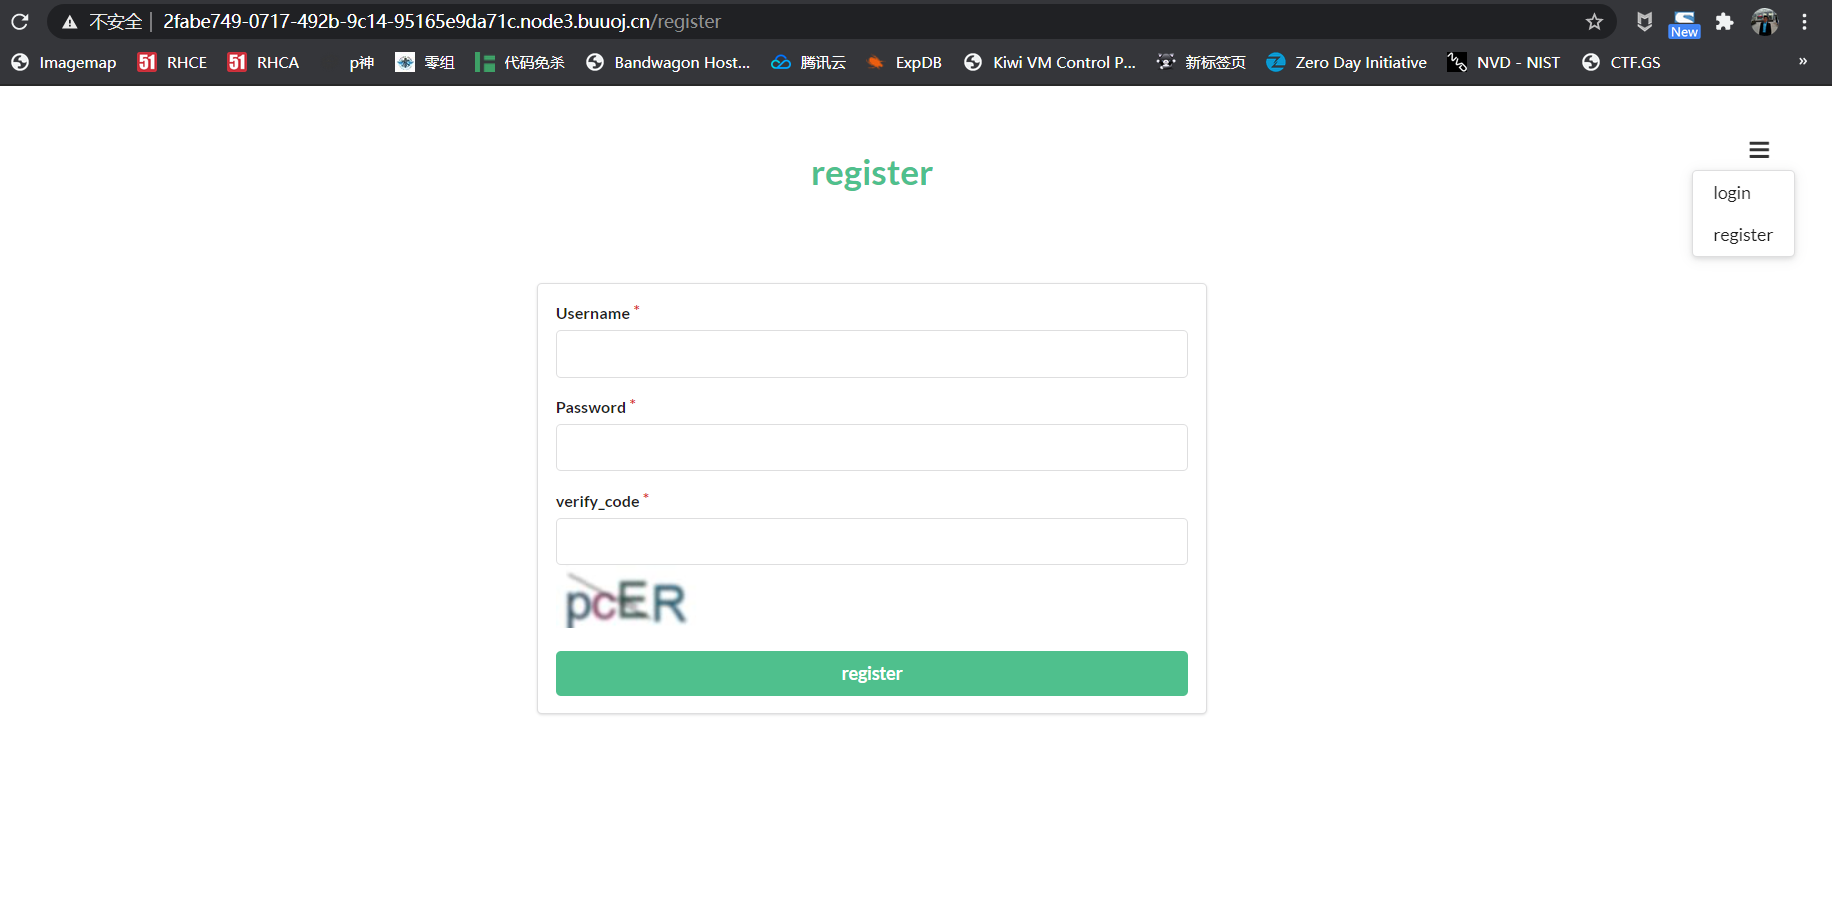 不安全 2fabe749-0717-492b-9c14-95165e9da71c.node3.buuoj.cn/register
New
Imagemap 51 RHCE 51 RHCA p神 零组 代码免杀 Bandwagon Host... 腾讯云 ExpDB Kiwi VM Control P... 新标签页 Zero Day Initiative NVD - NIST CTF.GS »
register
login
register
Username *
Password *
verify_code *
pcER
register